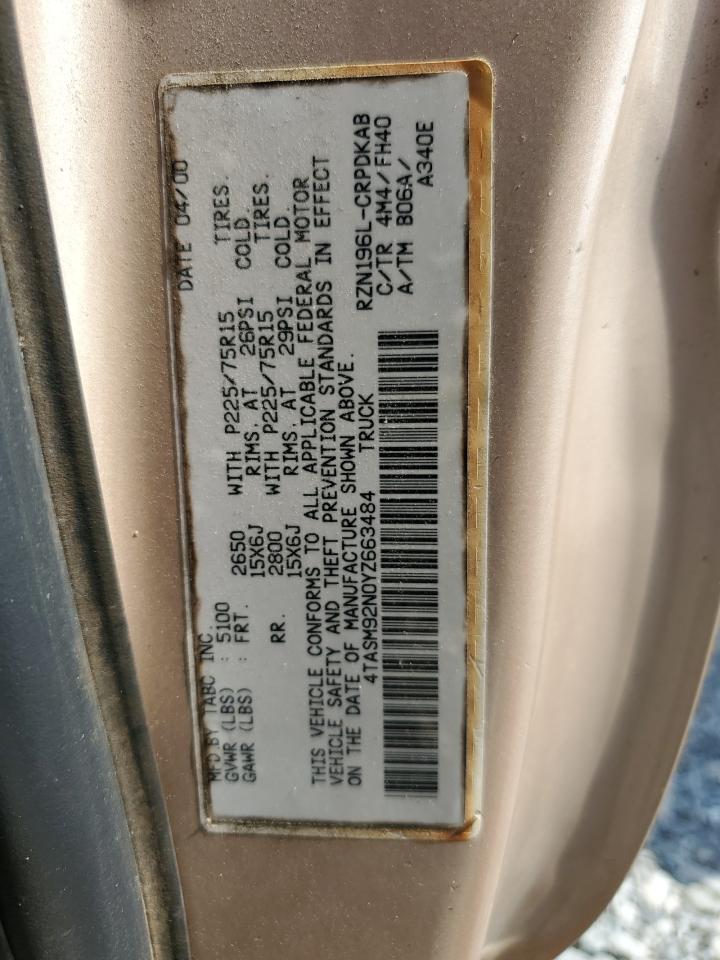 MFD BY TABC INC. DATE 04/00
GVWR (LBS) : 5100
GAWR (LBS) : FRT. 2650 WITH P225/75R15 TIRES.
15X6J RIMS, AT 26PSI COLD.
RR. 2800 WITH P225/75R15 TIRES.
15X6J RIMS, AT 29PSI COLD.
THIS VEHICLE CONFORMS TO ALL APPLICABLE FEDERAL MOTOR
VEHICLE SAFETY AND THEFT PREVENTION STANDARDS IN EFFECT
ON THE DATE OF MANUFACTURE SHOWN ABOVE.
4TASM92N0YZ663484 TRUCK
RZN196L-CRPDKAB
C/TR 4M4/FH40
A/TM B06A/
A340E